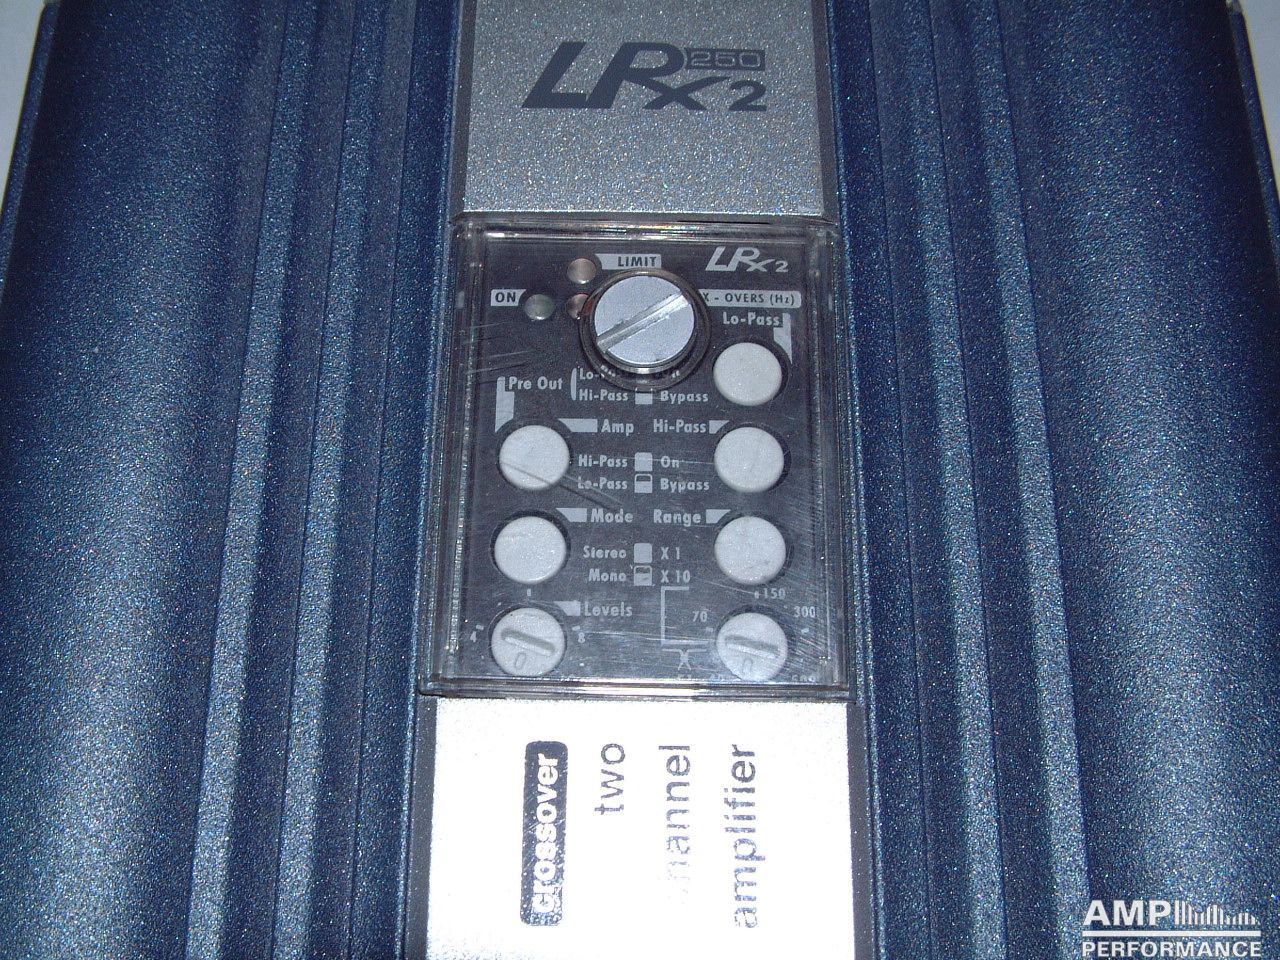 LRx 2 250
LIMIT
LRx 2
ON
X - OVERS (Hz)
Lo-Pass
Pre Out
Hi-Pass Bypass
Amp Hi-Pass
Hi-Pass On
Lo-Pass Bypass
Mode Range
Stereo X 1
Mono X 10
150
Levels 70 300
4 8
0 0
crossover
two
channel
amplifier
AMP
PERFORMANCE